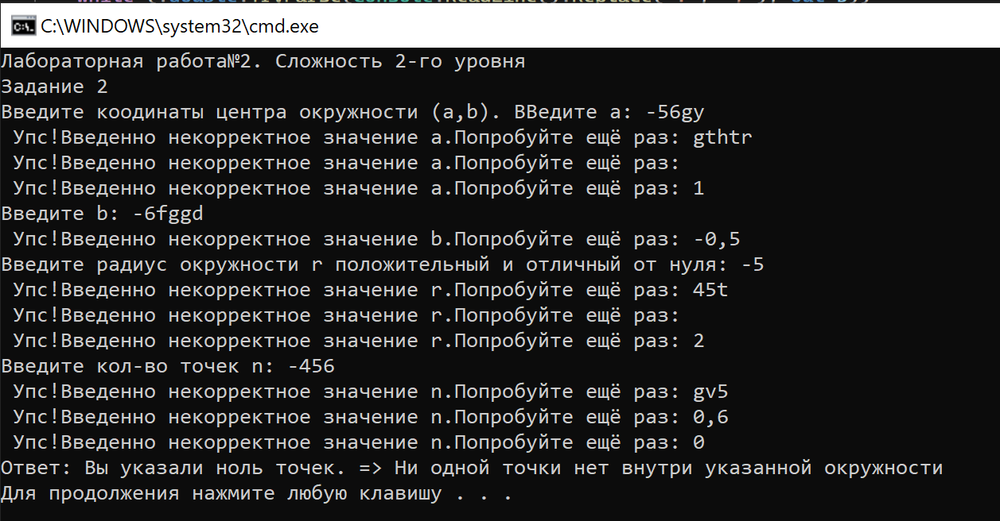 C:\WINDOWS\system32\cmd.exe
Лабораторная работа№2. Сложность 2-го уровня
Задание 2
Введите коодинаты центра окружности (a,b). ВВедите a: -56gy
Упс!Введенно некорректное значение a.Попробуйте ещё раз: gthtr
Упс!Введенно некорректное значение a.Попробуйте ещё раз:
Упс!Введенно некорректное значение a.Попробуйте ещё раз: 1
Введите b: -6fggd
Упс!Введенно некорректное значение b.Попробуйте ещё раз: -0,5
Введите радиус окружности r положительный и отличный от нуля: -5
Упс!Введенно некорректное значение r.Попробуйте ещё раз: 45t
Упс!Введенно некорректное значение r.Попробуйте ещё раз:
Упс!Введенно некорректное значение r.Попробуйте ещё раз: 2
Введите кол-во точек n: -456
Упс!Введенно некорректное значение n.Попробуйте ещё раз: gv5
Упс!Введенно некорректное значение n.Попробуйте ещё раз: 0,6
Упс!Введенно некорректное значение n.Попробуйте ещё раз: 0
Ответ: Вы указали ноль точек. => Ни одной точки нет внутри указанной окружности
Для продолжения нажмите любую клавишу . . .